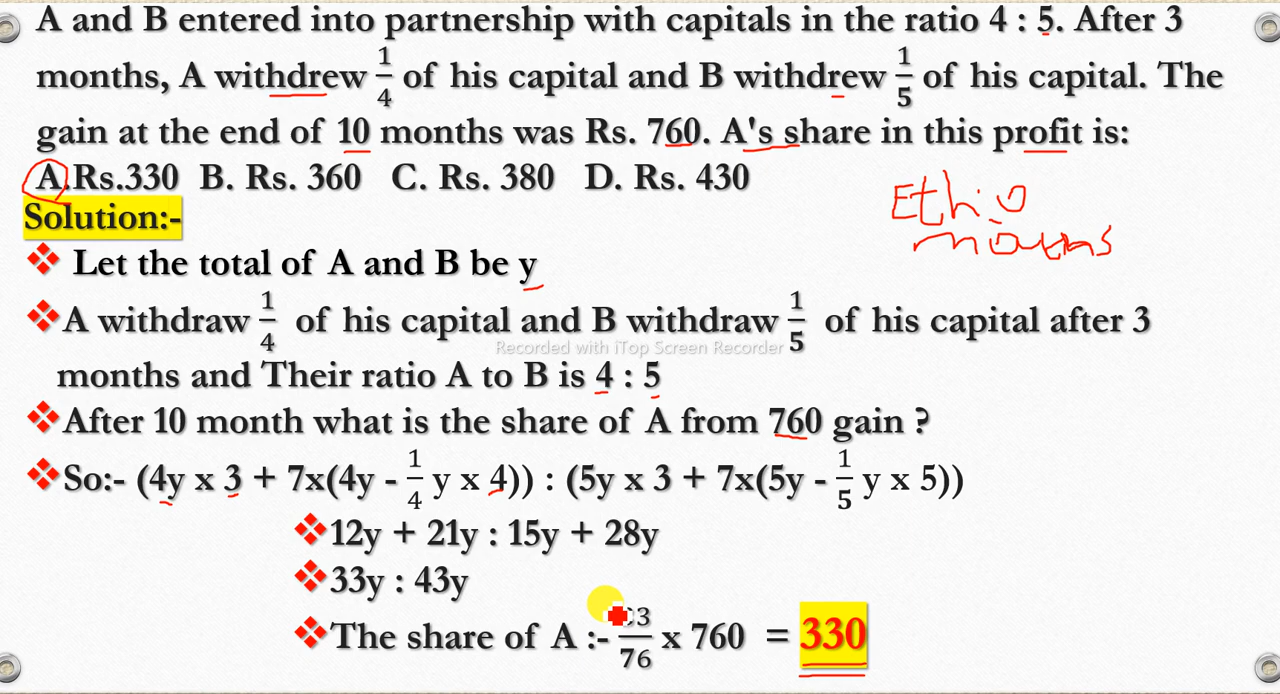 A and B entered into partnership with capitals in the ratio 4 : 5. After 3
months, A withdrew 1/4 of his capital and B withdrew 1/5 of his capital. The
gain at the end of 10 months was Rs. 760. A's share in this profit is:
A.Rs.330 B. Rs. 360 C. Rs. 380 D. Rs. 430
Solution:-
Ethio
❖ Let the total of A and B be y
❖A withdraw 1/4 of his capital and B withdraw 1/5 of his capital after 3
Recorded with iTop Screen Recorder
months and Their ratio A to B is 4 : 5
❖After 10 month what is the share of A from 760 gain ?
❖So:- (4y x 3 + 7x(4y - 1/4 y x 4)) : (5y x 3 + 7x(5y - 1/5 y x 5))
❖12y + 21y : 15y + 28y
❖33y : 43y
❖The share of A :- 33/76 x 760 = 330